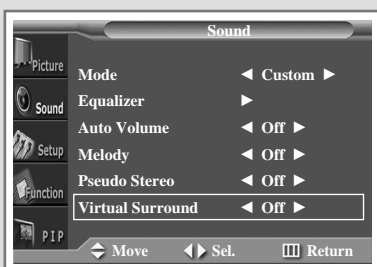 Sound
Picture
Mode ◄ Custom ►
Sound
Equalizer ►
Auto Volume ◄ Off ►
Setup
Melody ◄ Off ►
Pseudo Stereo ◄ Off ►
Function
Virtual Surround ◄ Off ►
PIP
Move Sel. Return